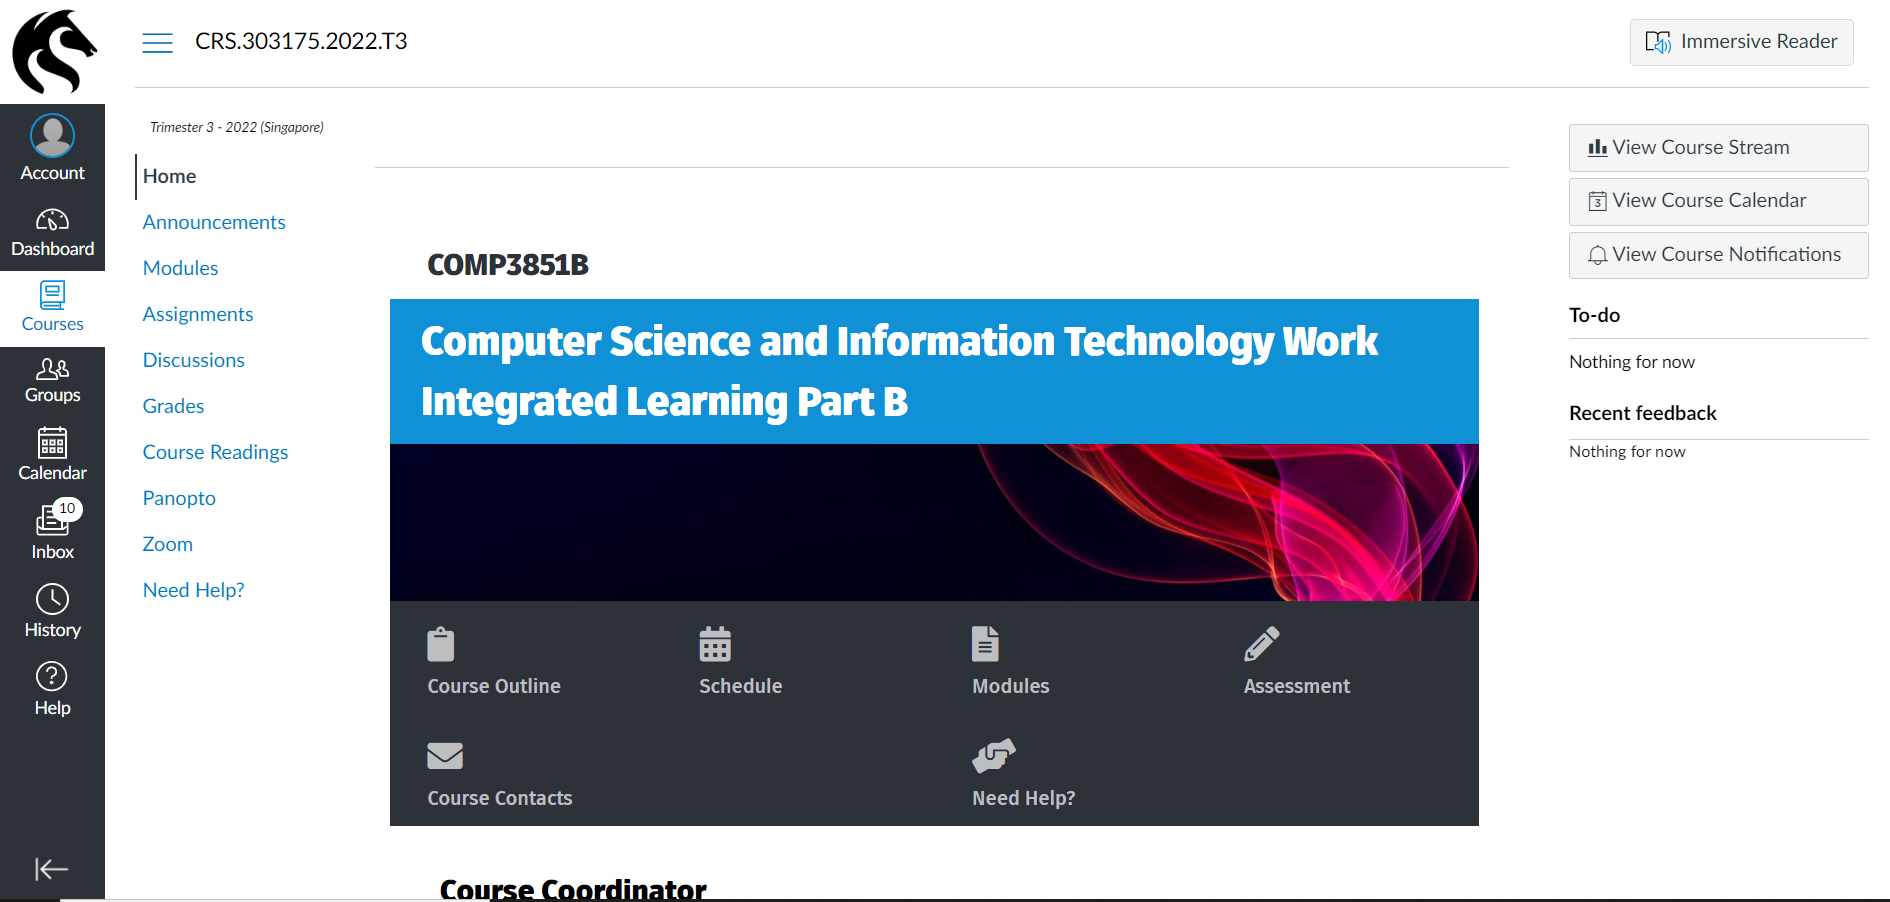 CRS.303175.2022.T3
Immersive Reader
Account
Dashboard
Courses
Groups
Calendar
10
Inbox
History
Help
Trimester 3 - 2022 (Singapore)
Home
Announcements
Modules
Assignments
Discussions
Grades
Course Readings
Panopto
Zoom
Need Help?
COMP3851B
Computer Science and Information Technology Work
Integrated Learning Part B
Course Outline
Schedule
Modules
Assessment
Course Contacts
Need Help?
Course Coordinator
View Course Stream
3
View Course Calendar
View Course Notifications
To-do
Nothing for now
Recent feedback
Nothing for now